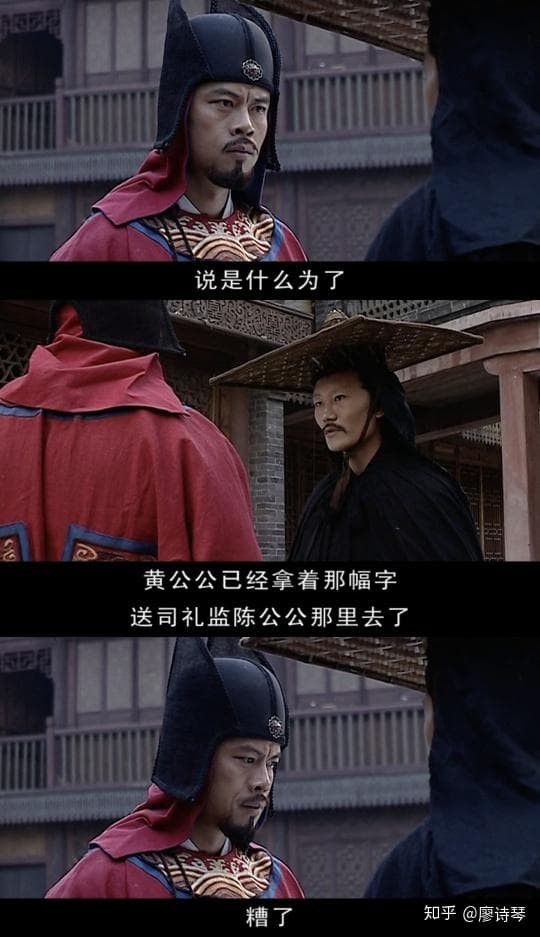 说是什么为了
黄公公已经拿着那幅字
送司礼监陈公公那里去了
糟了
知乎 @廖诗琴